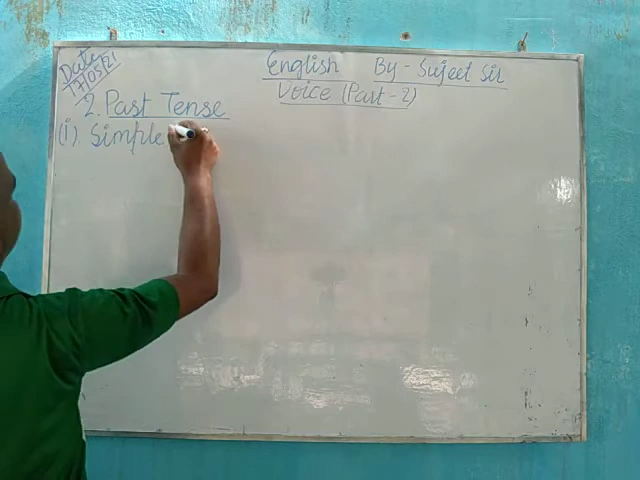 Date
17/05/21
English By - Sujeet Sir
Voice (Part - 2)
2. Past Tense
(i) Simple